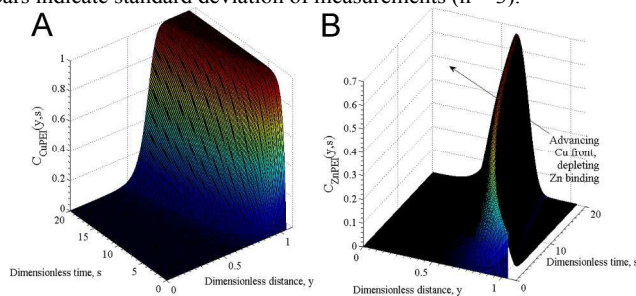 ars indicate standard deviation of measurements (n = 3).
A
B
1
0.8
0.6
0.4
0.2
0
20
15
10
5
0
0
0.5
1
C_CuPEI(y,s)
Dimensionless time, s
Dimensionless distance, y
0.7
0.6
0.5
0.4
0.3
0.2
0.1
0
0
0.5
1
0
10
20
C_ZnPEI(y,s)
Advancing
Cu front,
depleting
Zn binding
Dimensionless distance, y
Dimensionless time, s